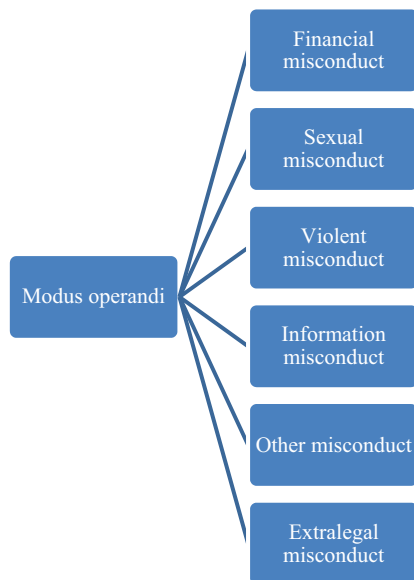 Financial
misconduct
Sexual
misconduct
Violent
misconduct
Modus operandi
Information
misconduct
Other misconduct
Extralegal
misconduct